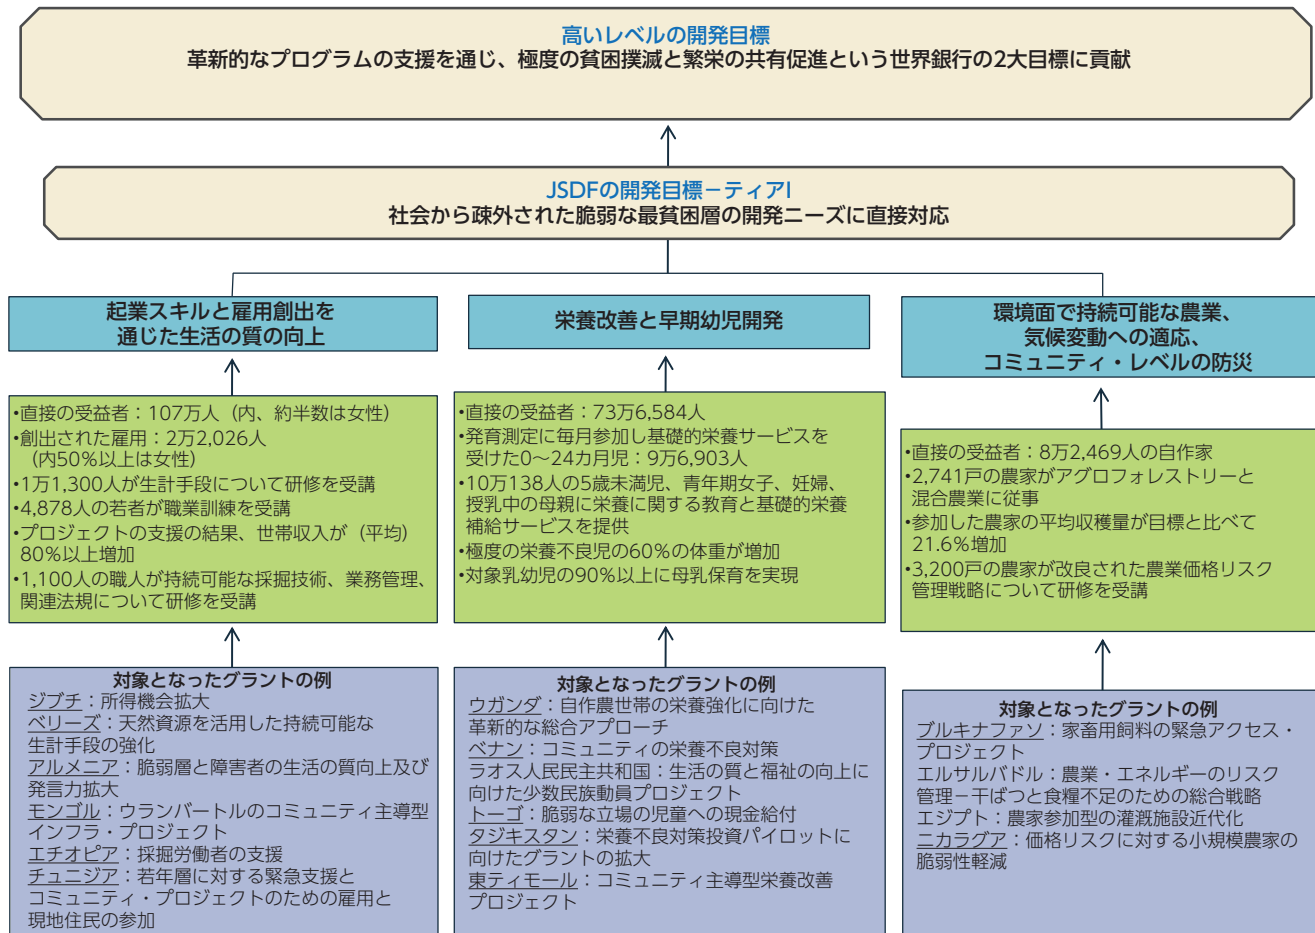 高いレベルの開発目標
革新的なプログラムの支援を通じ、極度の貧困撲滅と繁栄の共有促進という世界銀行の2大目標に貢献
JSDFの開発目標−ティアI
社会から疎外された脆弱な最貧困層の開発ニーズに直接対応
起業スキルと雇用創出を
通じた生活の質の向上
•直接の受益者：107万人（内、約半数は女性）
•創出された雇用：2万2,026人
（内50％以上は女性）
•1万1,300人が生計手段について研修を受講
•4,878人の若者が職業訓練を受講
•プロジェクトの支援の結果、世帯収入が（平均）
80％以上増加
•1,100人の職人が持続可能な採掘技術、業務管理、
関連法規について研修を受講
対象となったグラントの例
ジブチ：所得機会拡大
ベリーズ：天然資源を活用した持続可能な
生計手段の強化
アルメニア：脆弱層と障害者の生活の質向上及び
発言力拡大
モンゴル：ウランバートルのコミュニティ主導型
インフラ・プロジェクト
エチオピア：採掘労働者の支援
チュニジア：若年層に対する緊急支援と
コミュニティ・プロジェクトのための雇用と
現地住民の参加
栄養改善と早期幼児開発
•直接の受益者：73万6,584人
•発育測定に毎月参加し基礎的栄養サービスを
受けた0〜24カ月児：9万6,903人
•10万138人の5歳未満児、青年期女子、妊婦、
授乳中の母親に栄養に関する教育と基礎的栄養
補給サービスを提供
•極度の栄養不良児の60％の体重が増加
•対象乳幼児の90％以上に母乳保育を実現
対象となったグラントの例
ウガンダ：自作農世帯の栄養強化に向けた
革新的な総合アプローチ
ベナン：コミュニティの栄養不良対策
ラオス人民民主共和国：生活の質と福祉の向上に
向けた少数民族動員プロジェクト
トーゴ：脆弱な立場の児童への現金給付
タジキスタン：栄養不良対策投資パイロットに
向けたグラントの拡大
東ティモール：コミュニティ主導型栄養改善
プロジェクト
環境面で持続可能な農業、
気候変動への適応、
コミュニティ・レベルの防災
•直接の受益者：8万2,469人の自作家
•2,741戸の農家がアグロフォレストリーと
混合農業に従事
•参加した農家の平均収穫量が目標と比べて
21.6％増加
•3,200戸の農家が改良された農業価格リスク
管理戦略について研修を受講
対象となったグラントの例
ブルキナファソ：家畜用飼料の緊急アクセス・
プロジェクト
エルサルバドル：農業・エネルギーのリスク
管理−干ばつと食糧不足のための総合戦略
エジプト：農家参加型の灌漑施設近代化
ニカラグア：価格リスクに対する小規模農家の
脆弱性軽減